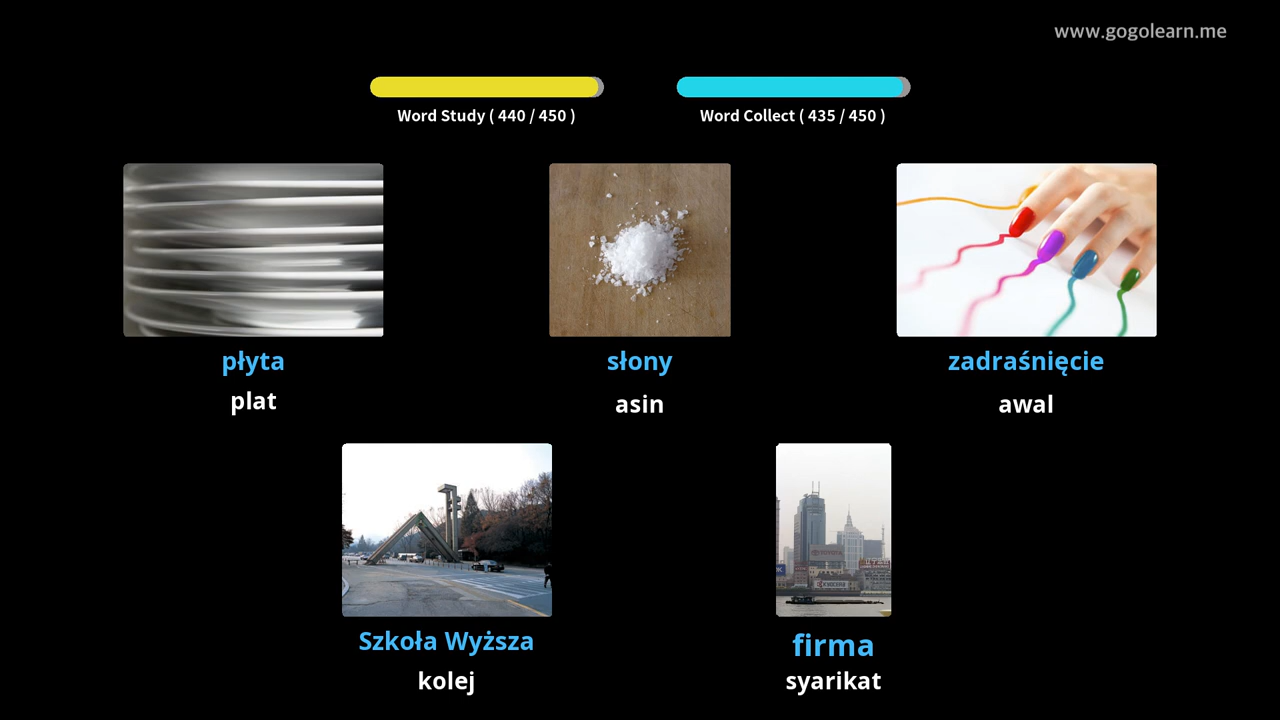 www.gogolearn.me
Word Study ( 440 / 450 )
Word Collect ( 435 / 450 )
płyta
plat
słony
asin
zadraśnięcie
awal
Szkoła Wyższa
kolej
firma
syarikat